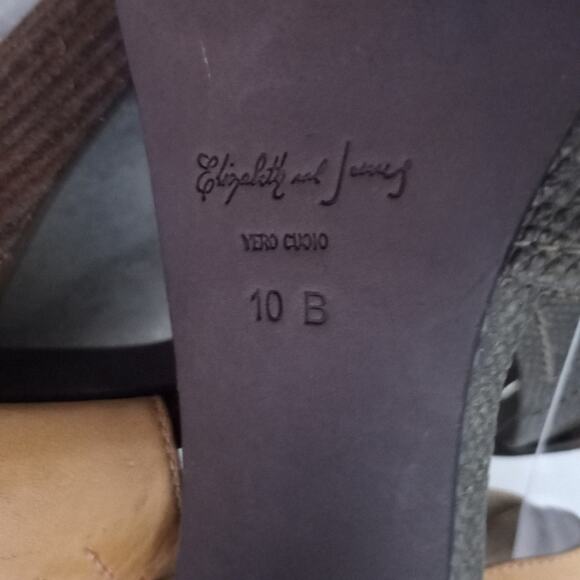 Elizabeth and James
VERO CUOIO
10 B